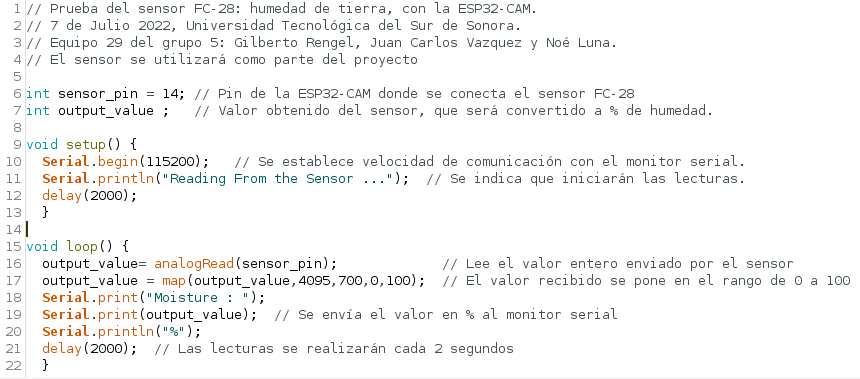 1 // Prueba del sensor FC-28: humedad de tierra, con la ESP32-CAM.
2 // 7 de Julio 2022, Universidad Tecnológica del Sur de Sonora.
3 // Equipo 29 del grupo 5: Gilberto Rengel, Juan Carlos Vazquez y Noé Luna.
4 // El sensor se utilizará como parte del proyecto
5
6 int sensor_pin = 14; // Pin de la ESP32-CAM donde se conecta el sensor FC-28
7 int output_value ;   // Valor obtenido del sensor, que será convertido a % de humedad.
8
9 void setup() {
10   Serial.begin(115200);   // Se establece velocidad de comunicación con el monitor serial.
11   Serial.println("Reading From the Sensor ...");  // Se indica que iniciarán las lecturas.
12   delay(2000);
13   }
14
15 void loop() {
16   output_value= analogRead(sensor_pin);             // Lee el valor entero enviado por el sensor
17   output_value = map(output_value,4095,700,0,100);  // El valor recibido se pone en el rango de 0 a 100
18   Serial.print("Moisture : ");
19   Serial.print(output_value);  // Se envía el valor en % al monitor serial
20   Serial.println("%");
21   delay(2000);  // Las lecturas se realizarán cada 2 segundos
22   }